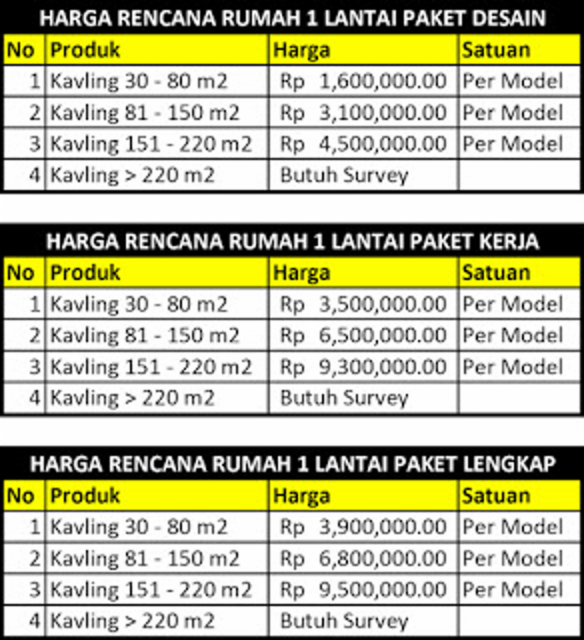 HARGA RENCANA RUMAH 1 LANTAI PAKET DESAIN
No Produk Harga Satuan
1 Kavling 30 - 80 m2 Rp 1,600,000.00 Per Model
2 Kavling 81 - 150 m2 Rp 3,100,000.00 Per Model
3 Kavling 151 - 220 m2 Rp 4,500,000.00 Per Model
4 Kavling > 220 m2 Butuh Survey
HARGA RENCANA RUMAH 1 LANTAI PAKET KERJA
No Produk Harga Satuan
1 Kavling 30 - 80 m2 Rp 3,500,000.00 Per Model
2 Kavling 81 - 150 m2 Rp 6,500,000.00 Per Model
3 Kavling 151 - 220 m2 Rp 9,300,000.00 Per Model
4 Kavling > 220 m2 Butuh Survey
HARGA RENCANA RUMAH 1 LANTAI PAKET LENGKAP
No Produk Harga Satuan
1 Kavling 30 - 80 m2 Rp 3,900,000.00 Per Model
2 Kavling 81 - 150 m2 Rp 6,800,000.00 Per Model
3 Kavling 151 - 220 m2 Rp 9,500,000.00 Per Model
4 Kavling > 220 m2 Butuh Survey